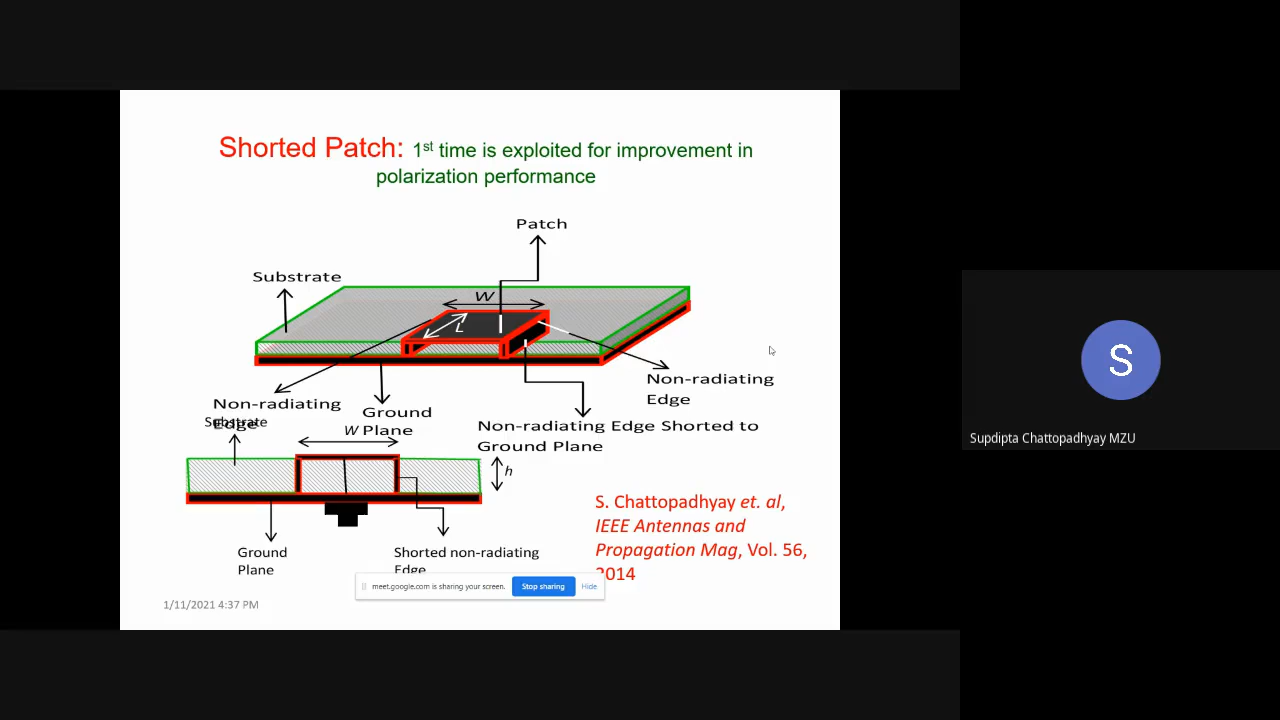 Shorted Patch: 1st time is exploited for improvement in
polarization performance
Patch
Substrate
W
L
Non-radiating
Edge
Ground
Plane
Non-radiating
Edge
Non-radiating Edge Shorted to
Ground Plane
Substrate
W
h
Ground
Plane
Shorted non-radiating
Edge
S. Chattopadhyay et. al,
IEEE Antennas and
Propagation Mag, Vol. 56,
2014
meet.google.com is sharing your screen.
Stop sharing
Hide
1/11/2021 4:37 PM
S
Supdipta Chattopadhyay MZU